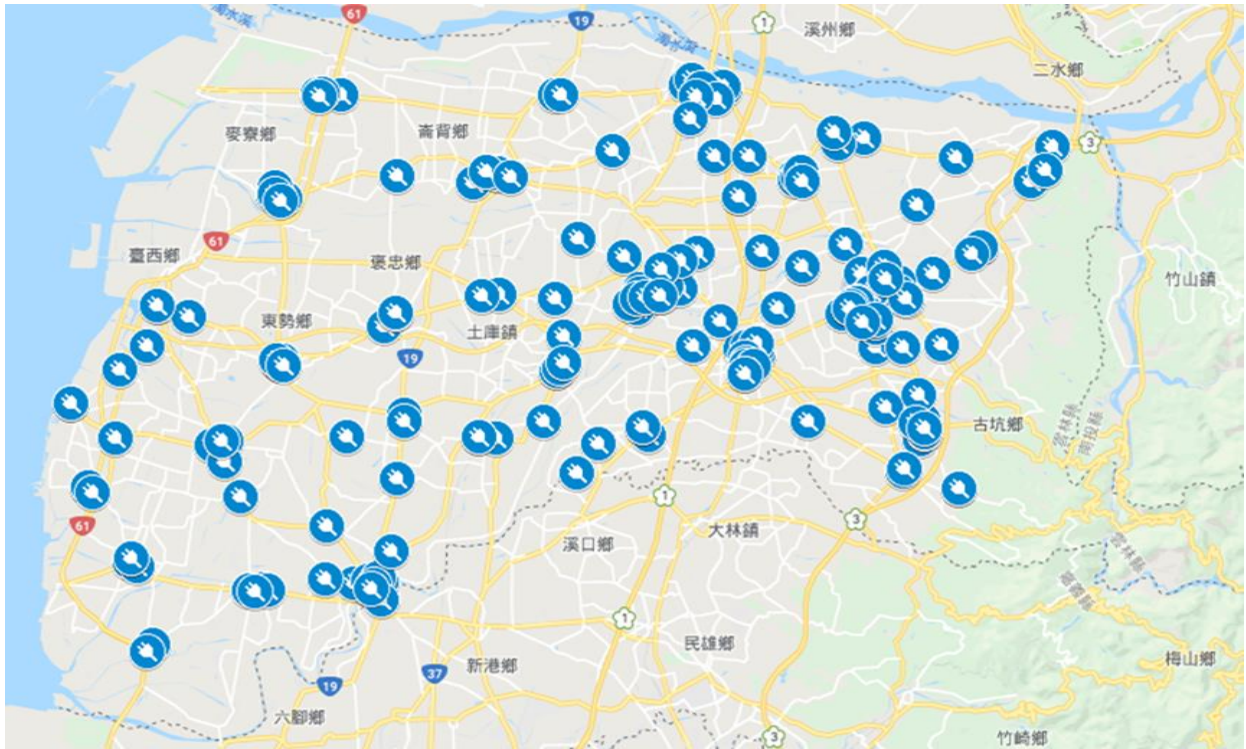 61
19
濁水溪
1
溪州鄉
二水鄉
麥寮鄉
崙背鄉
3
61
臺西鄉
褒忠鄉
竹山鎮
東勢鄉
土庫鎮
19
古坑鄉
雲林縣
南投縣
61
1
3
大林鎮
溪口鄉
雲林縣
嘉義縣
1
民雄鄉
新港鄉
37
19
梅山鄉
六腳鄉
3
竹崎鄉